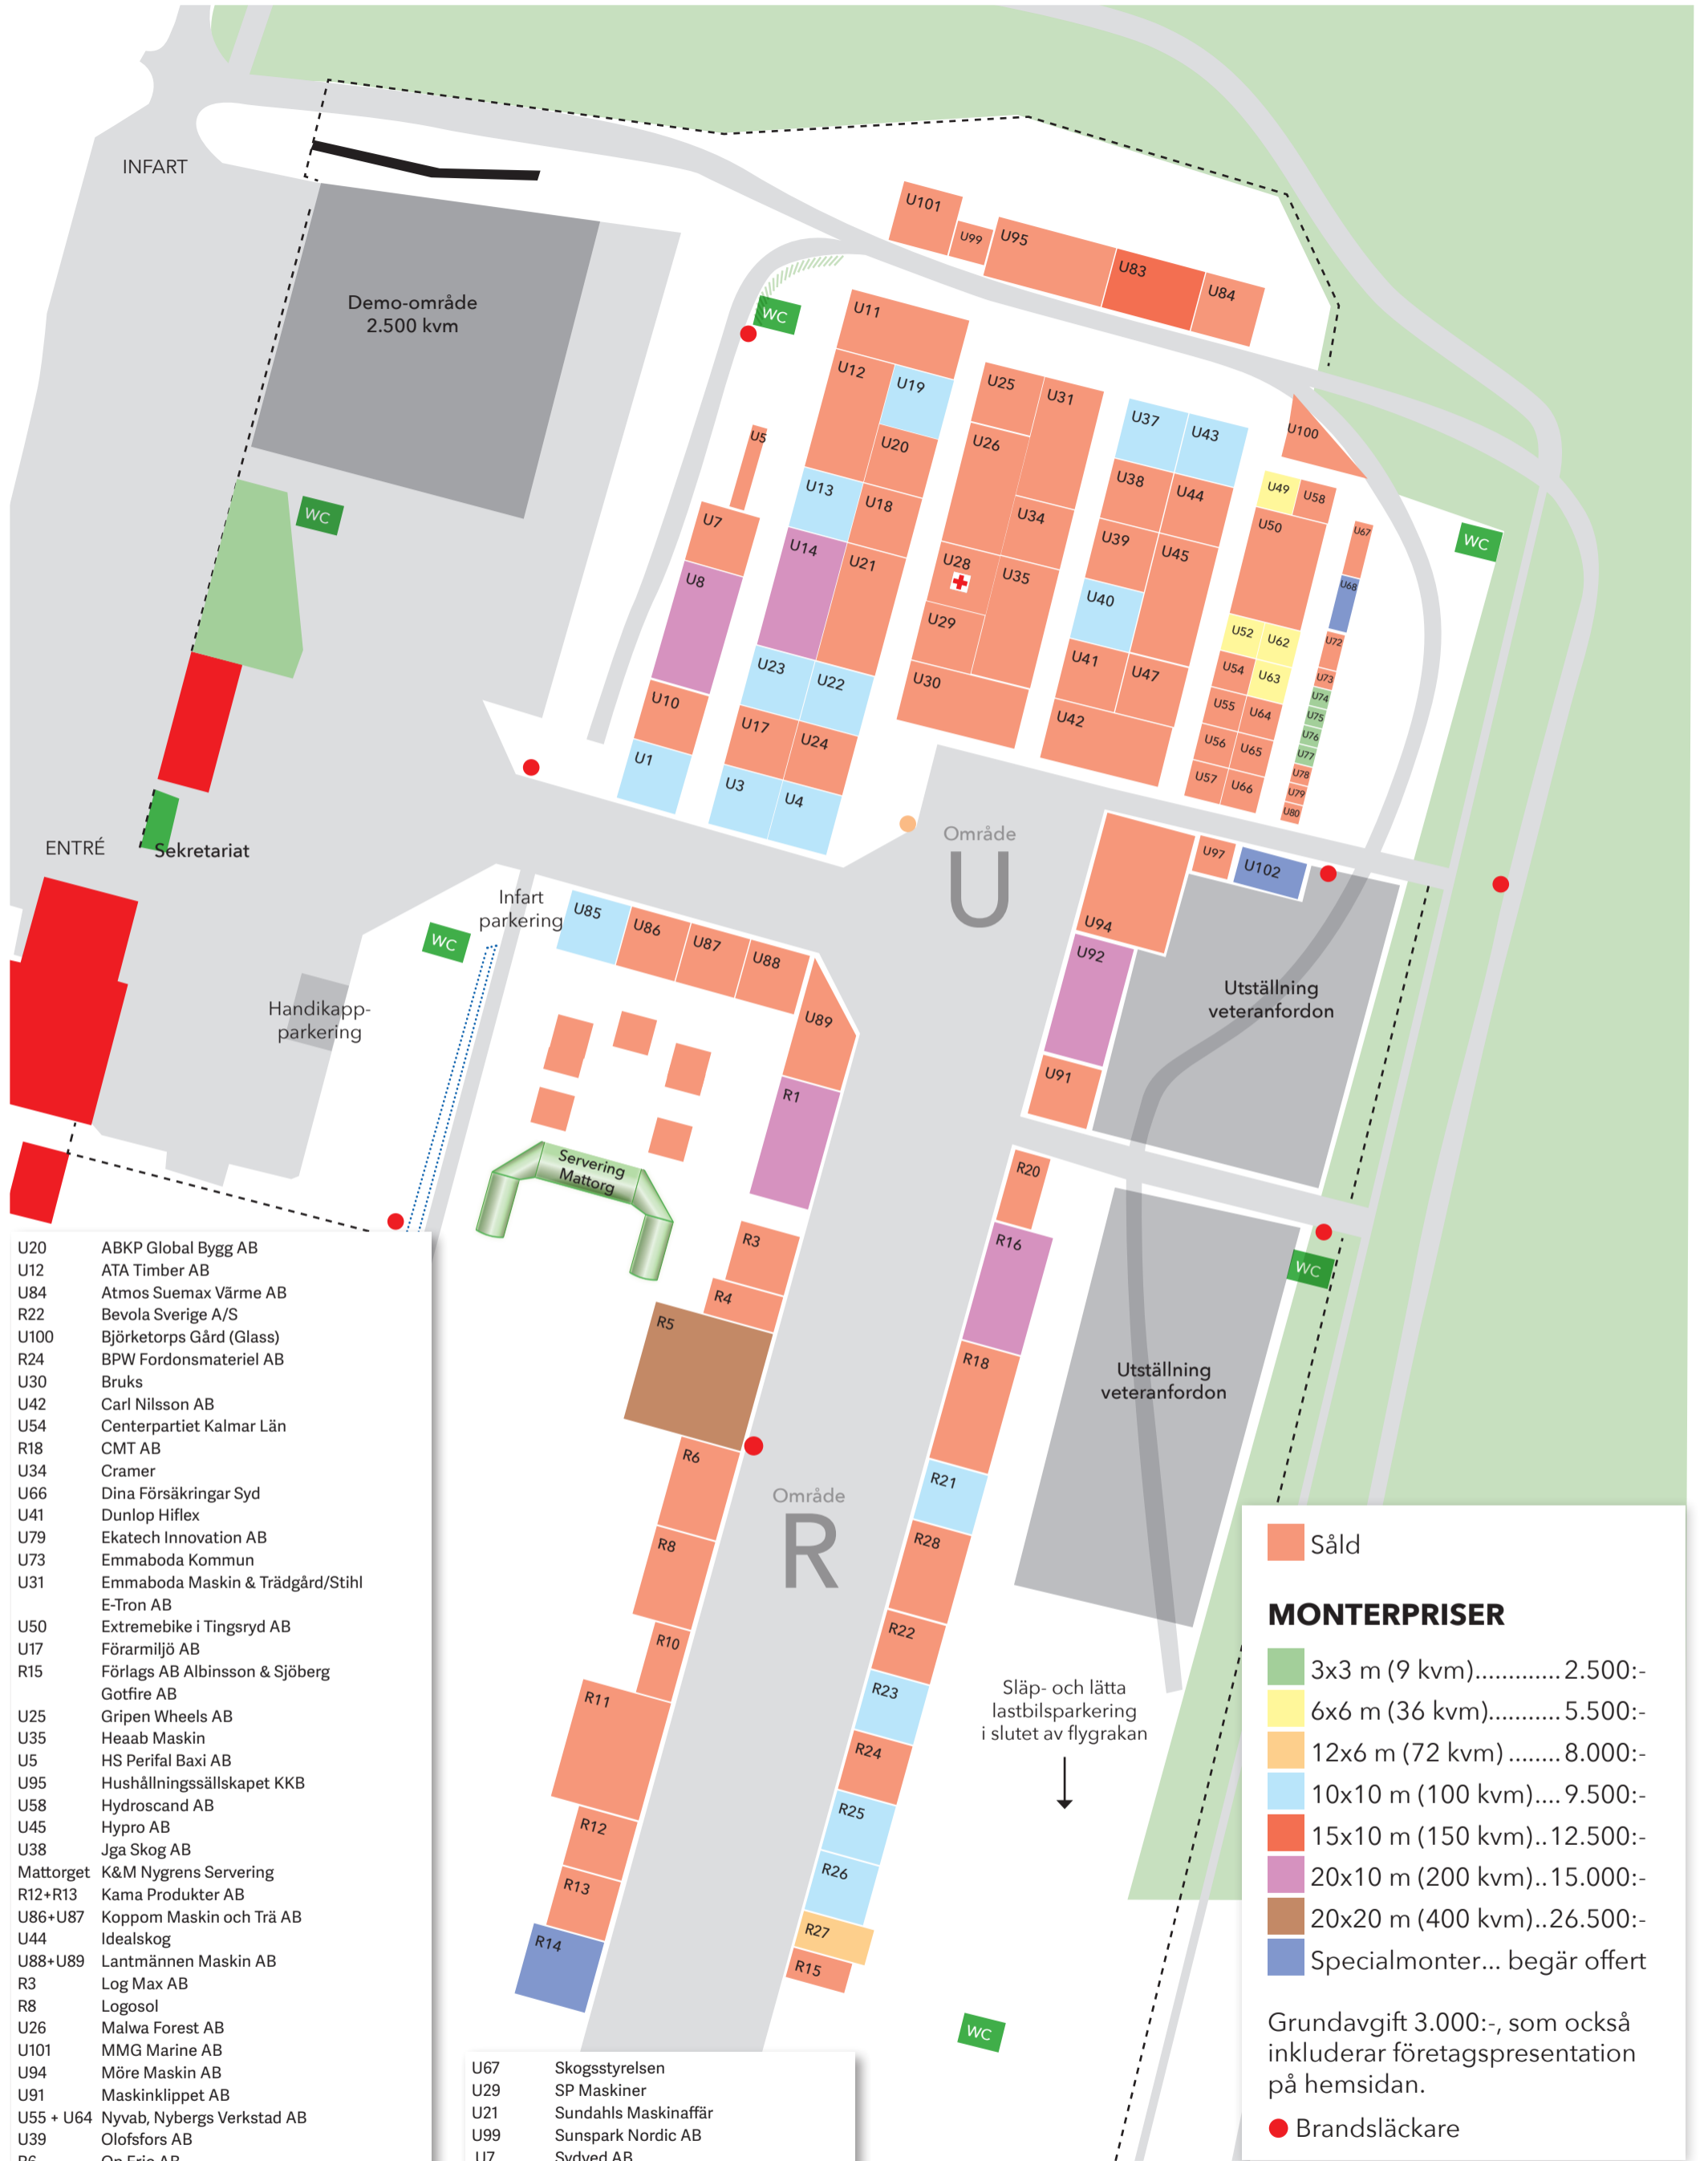 INFART
Demo-område
2.500 kvm
WC
WC
WC
U101
U99
U95
U83
U84
U11
U12
U19
U20
U5
U13
U18
U7
U14
U21
U8
U23
U22
U10
U17
U24
U1
U3
U4
U25
U31
U26
U34
U28
U35
U29
U30
U37
U43
U38
U44
U39
U45
U40
U41
U47
U42
U100
U49
U58
U50
U67
U68
U52
U62
U72
U54
U63
U73
U74
U55
U64
U75
U76
U56
U65
U77
U78
U57
U66
U79
U80
ENTRÉ
Sekretariat
Område
U
U97
U102
U94
U92
U91
Utställning
veteranfordon
Infart
parkering
WC
Handikapp-
parkering
U85
U86
U87
U88
U89
R1
Servering
Mattorg
R3
R4
R5
R6
R8
R10
R11
R12
R13
R14
R20
R16
R18
R21
R28
R22
R23
R24
R25
R26
R27
R15
WC
Utställning
veteranfordon
Område
R
Släp- och lätta
lastbilsparkering
i slutet av flygrakan
WC
U20 ABKP Global Bygg AB
U12 ATA Timber AB
U84 Atmos Suemax Värme AB
R22 Bevola Sverige A/S
U100 Björketorps Gård (Glass)
R24 BPW Fordonsmateriel AB
U30 Bruks
U42 Carl Nilsson AB
U54 Centerpartiet Kalmar Län
R18 CMT AB
U34 Cramer
U66 Dina Försäkringar Syd
U41 Dunlop Hiflex
U79 Ekatech Innovation AB
U73 Emmaboda Kommun
U31 Emmaboda Maskin & Trädgård/Stihl
E-Tron AB
U50 Extremebike i Tingsryd AB
U17 Förarmiljö AB
R15 Förlags AB Albinsson & Sjöberg
Gotfire AB
U25 Gripen Wheels AB
U35 Heaab Maskin
U5 HS Perifal Baxi AB
U95 Hushållningssällskapet KKB
U58 Hydroscand AB
U45 Hypro AB
U38 Jga Skog AB
Mattorget K&M Nygrens Servering
R12+R13 Kama Produkter AB
U86+U87 Koppom Maskin och Trä AB
U44 Idealskog
U88+U89 Lantmännen Maskin AB
R3 Log Max AB
R8 Logosol
U26 Malwa Forest AB
U101 MMG Marine AB
U94 Möre Maskin AB
U91 Maskinklippet AB
U55 + U64 Nyvab, Nybergs Verkstad AB
U39 Olofsfors AB
U67 Skogsstyrelsen
U29 SP Maskiner
U21 Sundahls Maskinaffär
U99 Sunspark Nordic AB
U7 Sydved AB
Såld
MONTERPRISER
3x3 m (9 kvm).............2.500:-
6x6 m (36 kvm)...........5.500:-
12x6 m (72 kvm) ........8.000:-
10x10 m (100 kvm)....9.500:-
15x10 m (150 kvm)..12.500:-
20x10 m (200 kvm)..15.000:-
20x20 m (400 kvm)..26.500:-
Specialmonter... begär offert
Grundavgift 3.000:-, som också
inkluderar företagspresentation
på hemsidan.
Brandsläckare